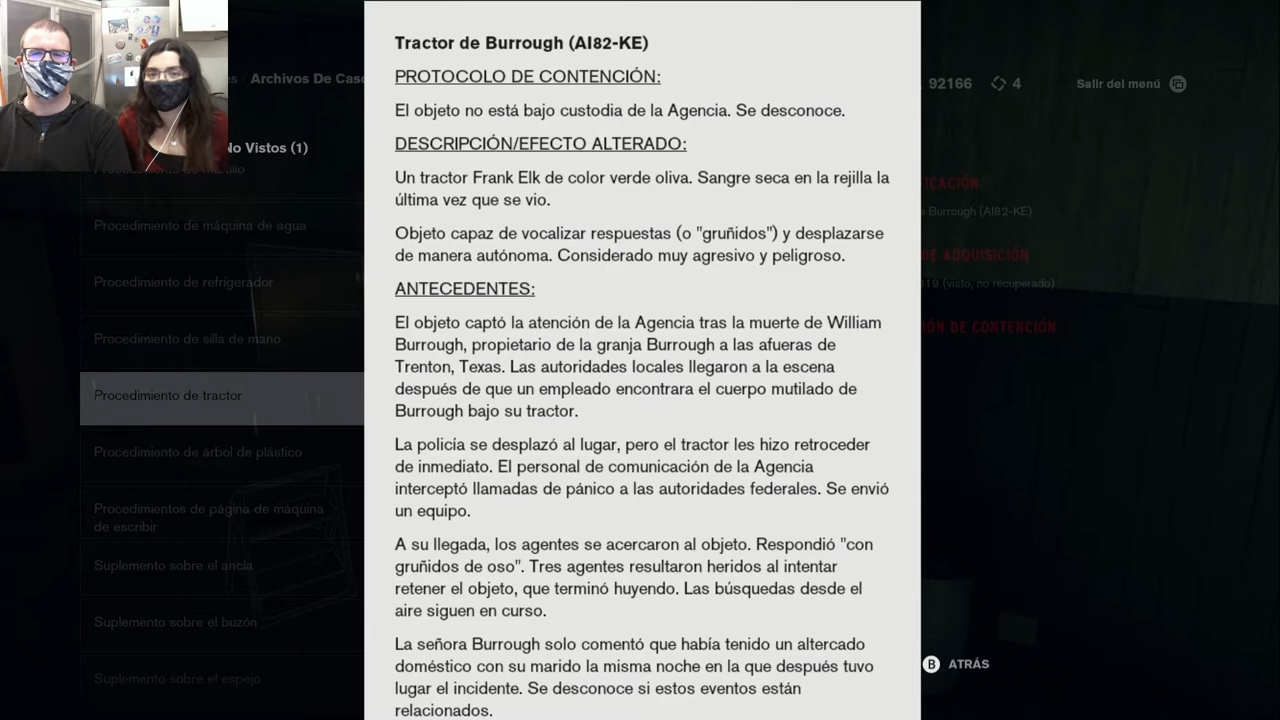 Tractor de Burrough (AI82-KE)
PROTOCOLO DE CONTENCIÓN:
El objeto no está bajo custodia de la Agencia. Se desconoce.
DESCRIPCIÓN/EFECTO ALTERADO:
Un tractor Frank Elk de color verde oliva. Sangre seca en la rejilla la
última vez que se vio.
Objeto capaz de vocalizar respuestas (o "gruñidos") y desplazarse
de manera autónoma. Considerado muy agresivo y peligroso.
ANTECEDENTES:
El objeto captó la atención de la Agencia tras la muerte de William
Burrough, propietario de la granja Burrough a las afueras de
Trenton, Texas. Las autoridades locales llegaron a la escena
después de que un empleado encontrara el cuerpo mutilado de
Burrough bajo su tractor.
La policía se desplazó al lugar, pero el tractor les hizo retroceder
de inmediato. El personal de comunicación de la Agencia
interceptó llamadas de pánico a las autoridades federales. Se envió
un equipo.
A su llegada, los agentes se acercaron al objeto. Respondió "con
gruñidos de oso". Tres agentes resultaron heridos al intentar
retener el objeto, que terminó huyendo. Las búsquedas desde el
aire siguen en curso.
La señora Burrough solo comentó que había tenido un altercado
doméstico con su marido la misma noche en la que después tuvo
lugar el incidente. Se desconoce si estos eventos están
relacionados.
Archivos De Cas
No Vistos (1)
Procedimiento de máquina de agua
Procedimiento de refrigerador
Procedimiento de silla de mano
Procedimiento de tractor
Procedimiento de árbol de plástico
Procedimientos de página de máquina
de escribir
Suplemento sobre el ancla
Suplemento sobre el buzón
Suplemento sobre el espejo
92166
4
Salir del menú
ICACIÓN
Burrough (AI82-KE)
DE ADQUISICIÓN
19 (visto, no recuperado)
ÓN DE CONTENCIÓN
B ATRÁS